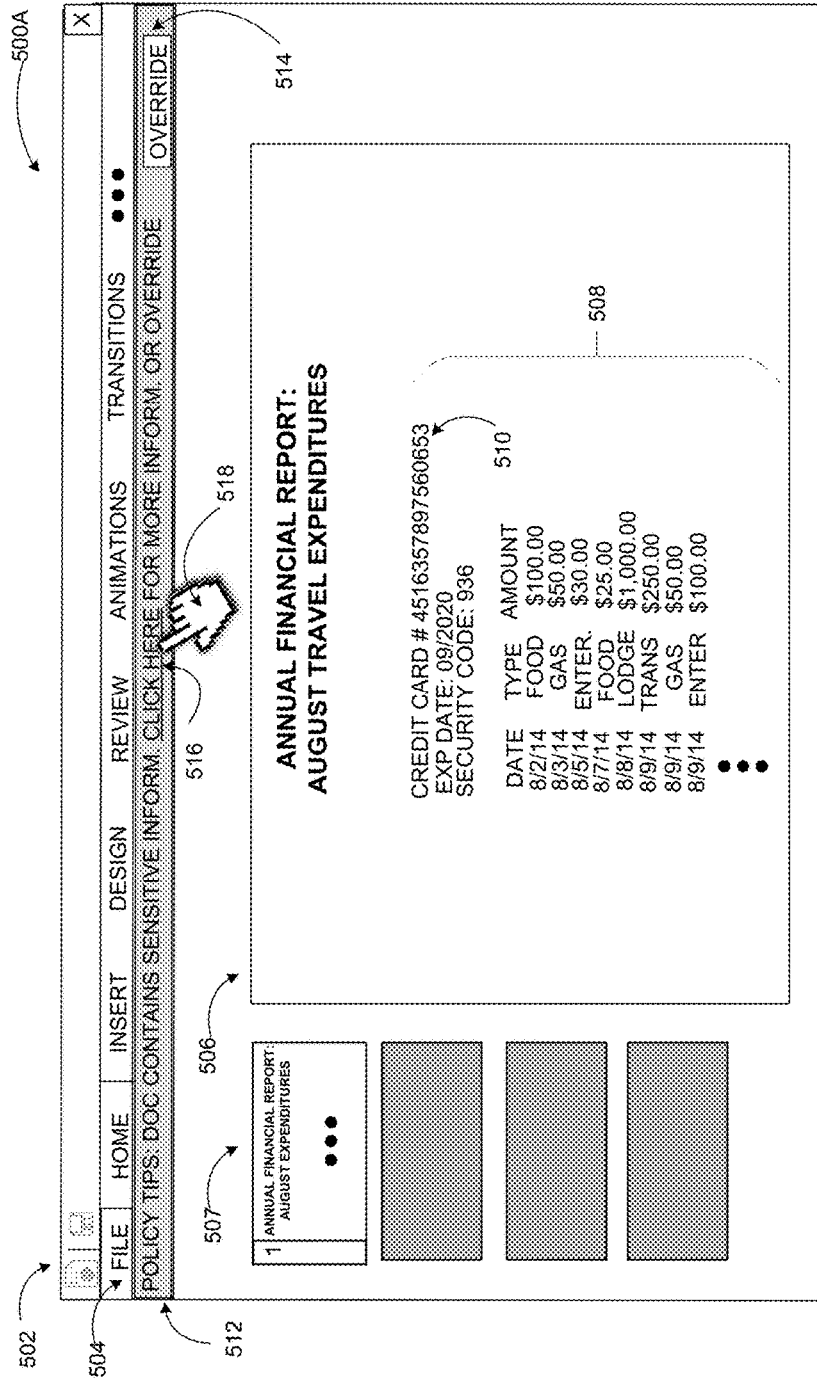 500A
502
X
504
FILE HOME INSERT DESIGN REVIEW ANIMATIONS TRANSITIONS
512
POLICY TIPS: DOC CONTAINS SENSITIVE INFORM. CLICK HERE FOR MORE INFORM. OR OVERRIDE
OVERRIDE
514
516
518
507
1 ANNUAL FINANCIAL REPORT:
AUGUST EXPENDITURES
506
ANNUAL FINANCIAL REPORT:
AUGUST TRAVEL EXPENDITURES
CREDIT CARD # 4516357897560653
EXP DATE: 09/2020
SECURITY CODE: 936
510
508
DATE TYPE AMOUNT
8/2/14 FOOD $100.00
8/3/14 GAS $50.00
8/5/14 ENTER. $30.00
8/7/14 FOOD $25.00
8/8/14 LODGE $1,000.00
8/9/14 TRANS $250.00
8/9/14 GAS $50.00
8/9/14 ENTER $100.00